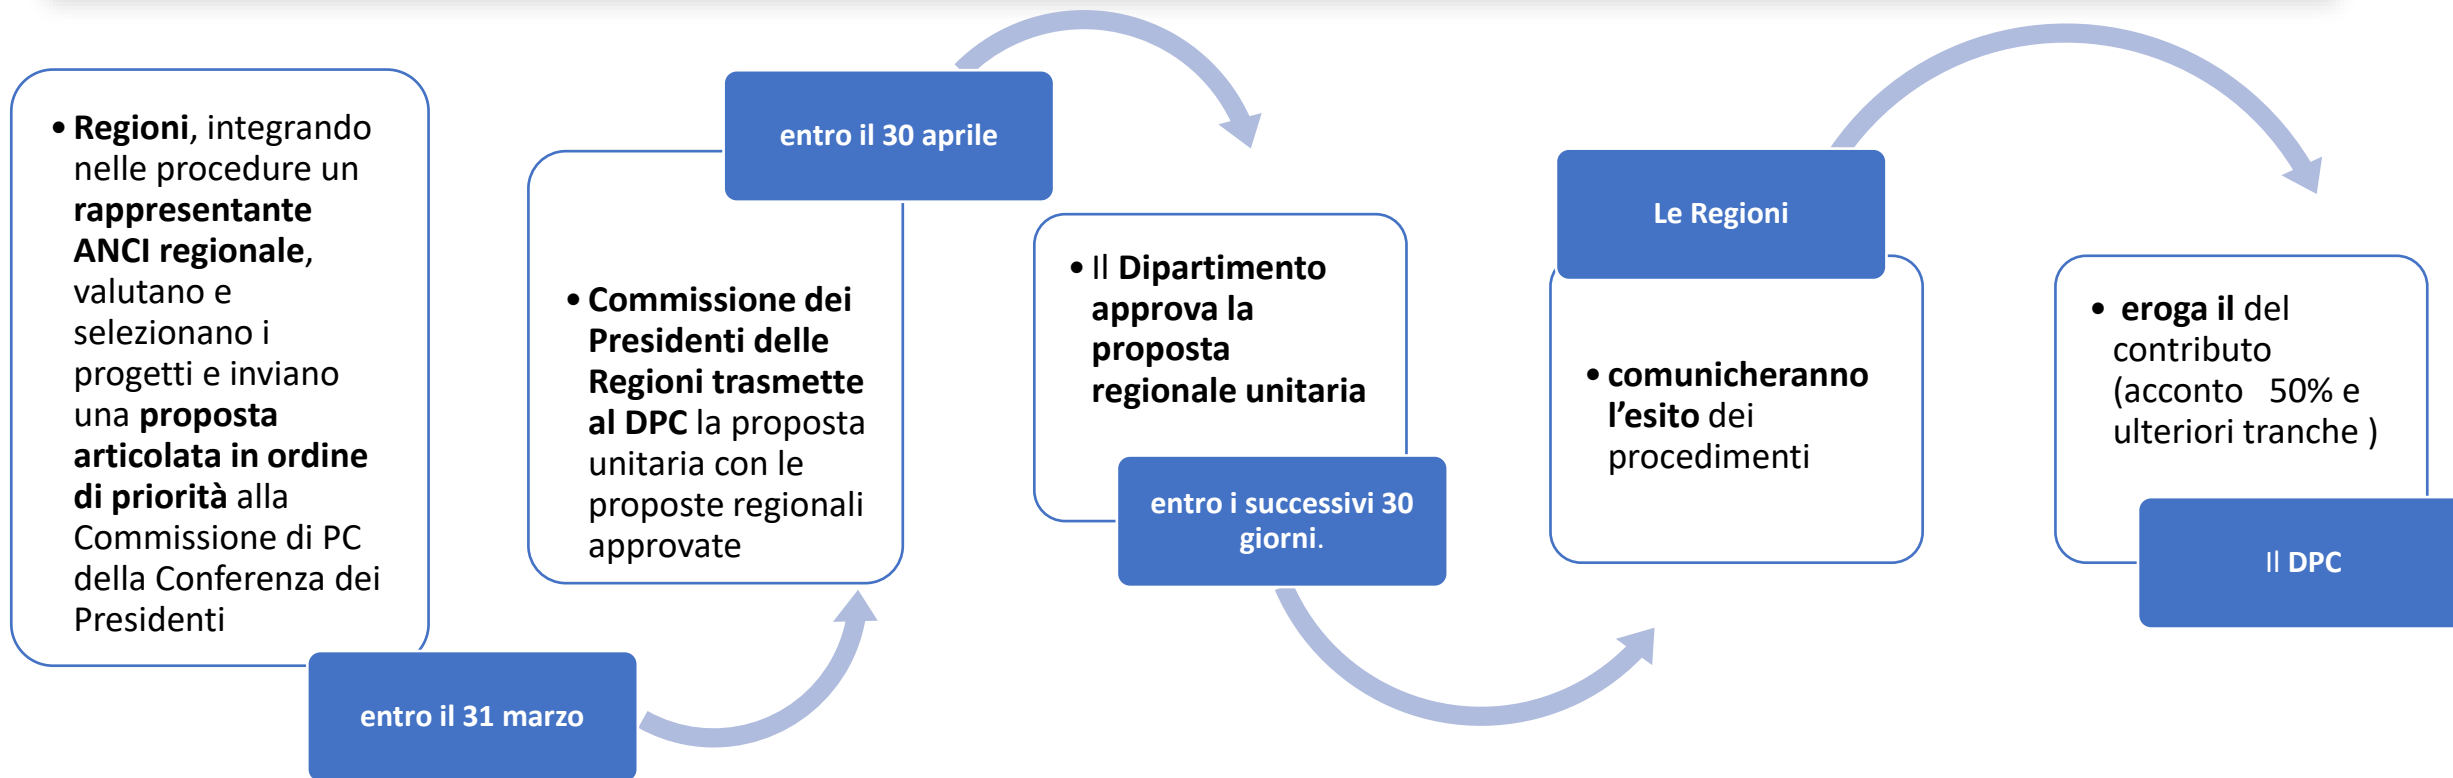 • Regioni, integrando
nelle procedure un
rappresentante
ANCI regionale,
valutano e
selezionano i
progetti e inviano
una proposta
articolata in ordine
di priorità alla
Commissione di PC
della Conferenza dei
Presidenti
entro il 31 marzo
entro il 30 aprile
• Commissione dei
Presidenti delle
Regioni trasmette
al DPC la proposta
unitaria con le
proposte regionali
approvate
• Il Dipartimento
approva la
proposta
regionale unitaria
entro i successivi 30
giorni.
Le Regioni
• comunicheranno
l’esito dei
procedimenti
• eroga il del
contributo
(acconto 50% e
ulteriori tranche )
Il DPC